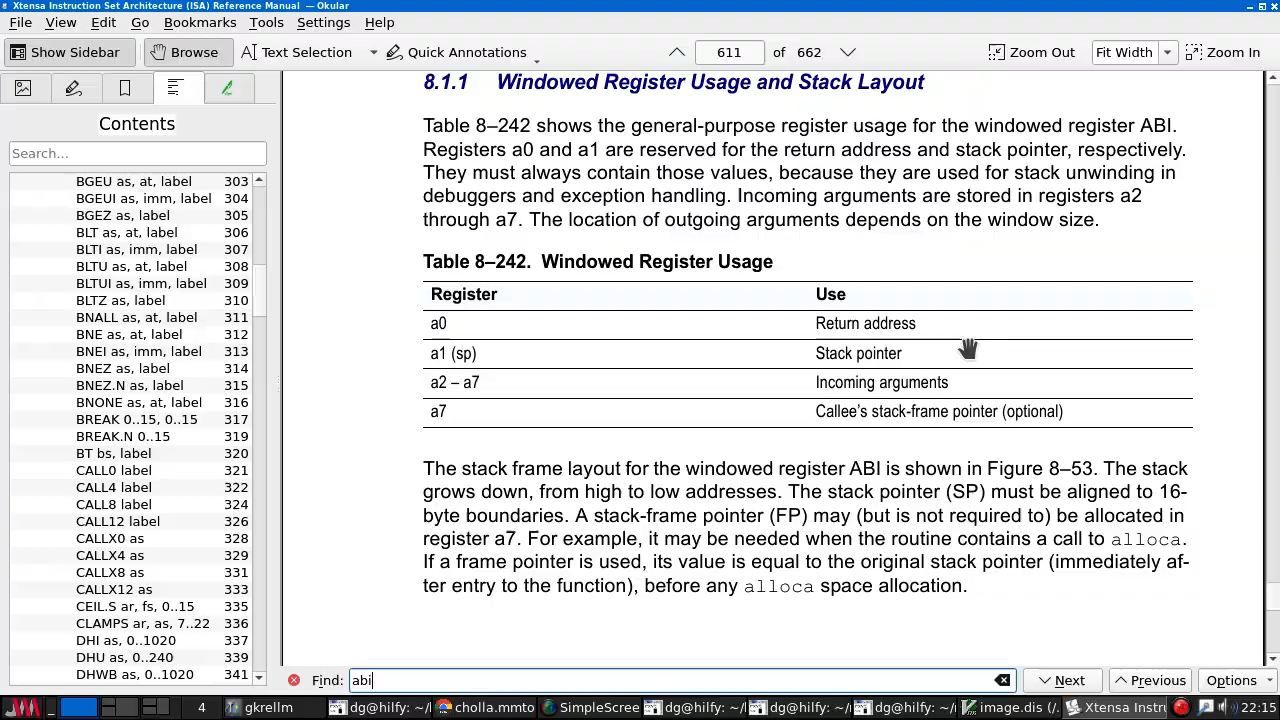 Xtensa Instruction Set Architecture (ISA) Reference Manual — Okular
File View Edit Go Bookmarks Tools Settings Help
Show Sidebar Browse Text Selection Quick Annotations 611 of 662 Zoom Out Fit Width Zoom In
Contents
Search...
BGEU as, at, label 303
BGEUI as, imm, label 304
BGEZ as, label 305
BLT as, at, label 306
BLTI as, imm, label 307
BLTU as, at, label 308
BLTUI as, imm, label 309
BLTZ as, label 310
BNALL as, at, label 311
BNE as, at, label 312
BNEI as, imm, label 313
BNEZ as, label 314
BNEZ.N as, label 315
BNONE as, at, label 316
BREAK 0..15, 0..15 317
BREAK.N 0..15 319
BT bs, label 320
CALL0 label 321
CALL4 label 322
CALL8 label 324
CALL12 label 326
CALLX0 as 328
CALLX4 as 329
CALLX8 as 331
CALLX12 as 333
CEIL.S ar, fs, 0..15 335
CLAMPS ar, as, 7..22 336
DHI as, 0..1020 337
DHU as, 0..240 339
DHWB as, 0..1020 341
8.1.1 Windowed Register Usage and Stack Layout
Table 8–242 shows the general-purpose register usage for the windowed register ABI.
Registers a0 and a1 are reserved for the return address and stack pointer, respectively.
They must always contain those values, because they are used for stack unwinding in
debuggers and exception handling. Incoming arguments are stored in registers a2
through a7. The location of outgoing arguments depends on the window size.
Table 8–242. Windowed Register Usage
Register Use
a0 Return address
a1 (sp) Stack pointer
a2 – a7 Incoming arguments
a7 Callee's stack-frame pointer (optional)
The stack frame layout for the windowed register ABI is shown in Figure 8–53. The stack
grows down, from high to low addresses. The stack pointer (SP) must be aligned to 16-
byte boundaries. A stack-frame pointer (FP) may (but is not required to) be allocated in
register a7. For example, it may be needed when the routine contains a call to alloca.
If a frame pointer is used, its value is equal to the original stack pointer (immediately af-
ter entry to the function), before any alloca space allocation.
Find: abi Next Previous Options
4 gkrellm dg@hilfy: ~/ cholla.mmto SimpleScree dg@hilfy: ~/ dg@hilfy: ~/ dg@hilfy: ~/ image.dis (/. Xtensa Instru 22:15